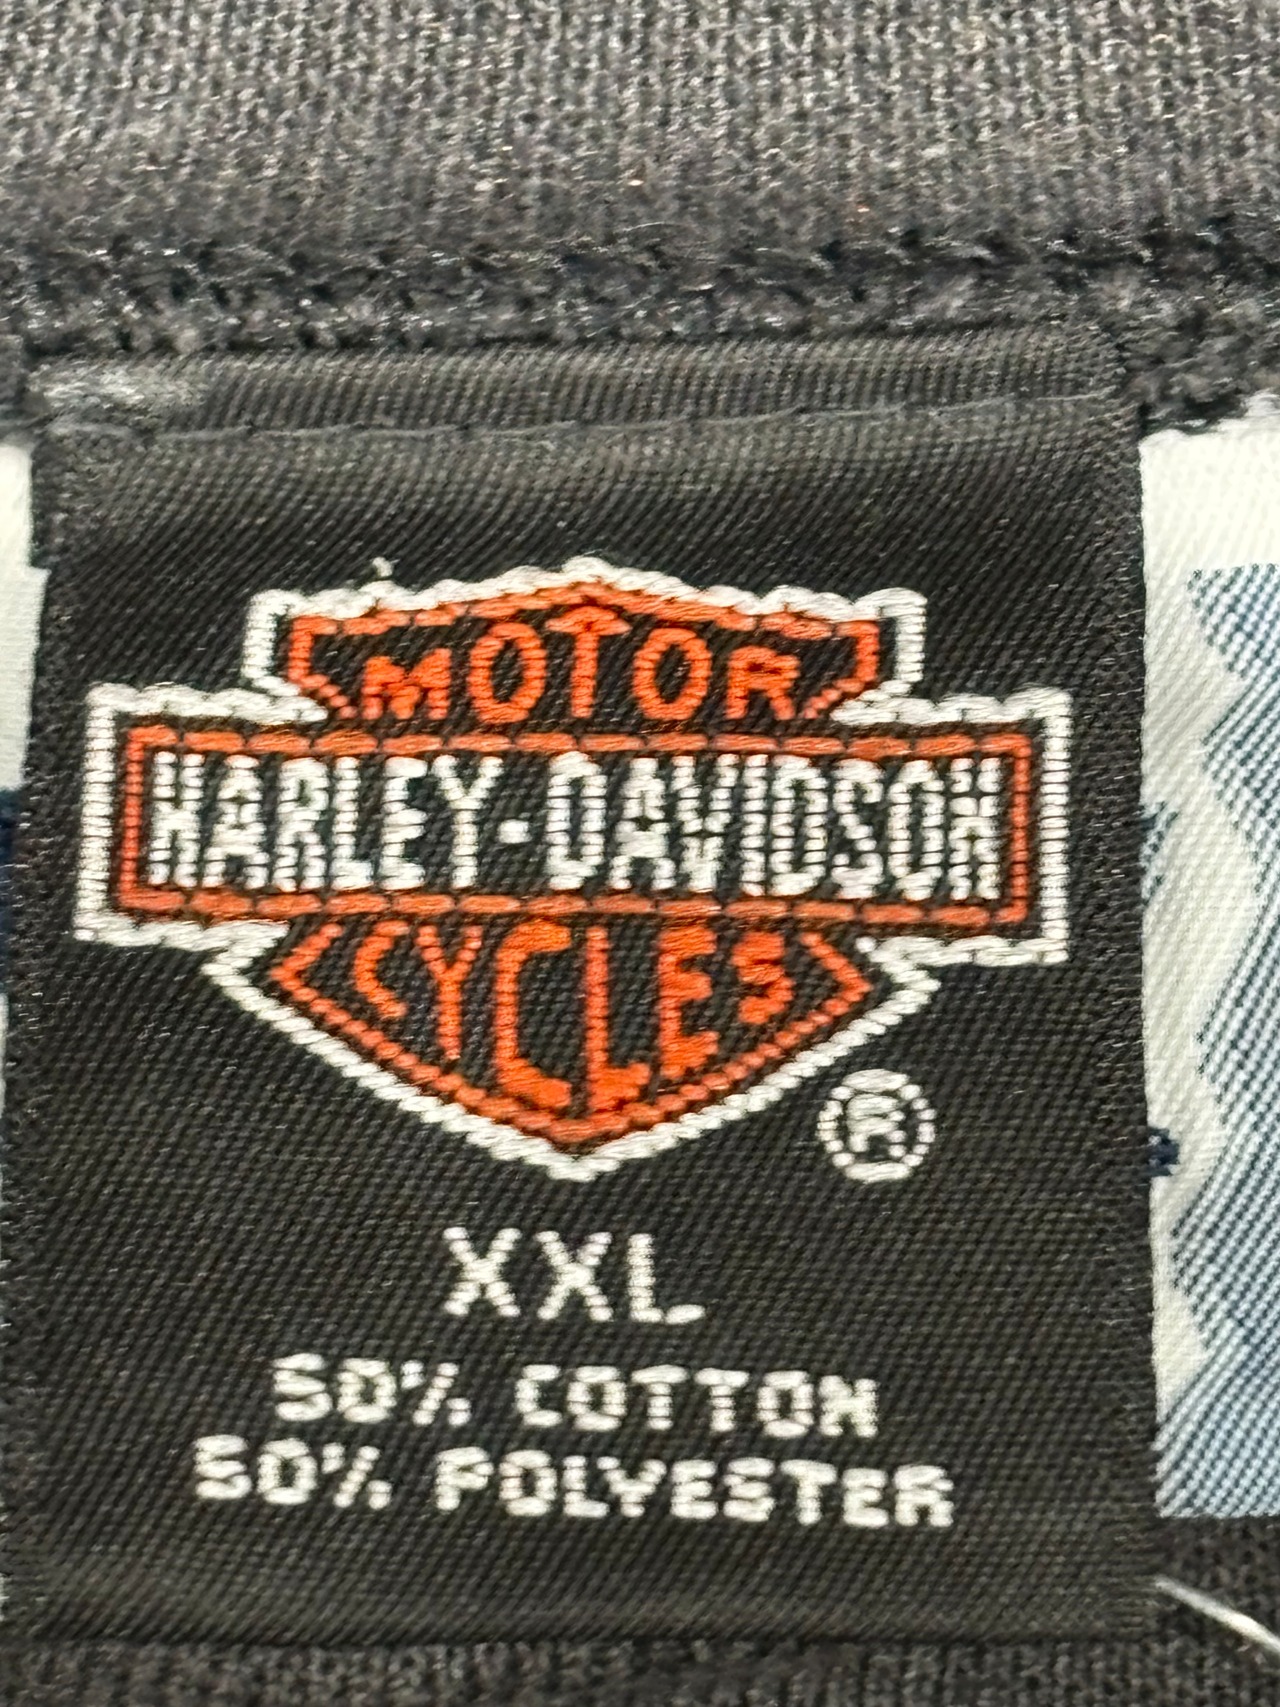 MOTOR
HARLEY-DAVIDSON
CYCLES
®
XXL
50% COTTON
50% POLYESTER